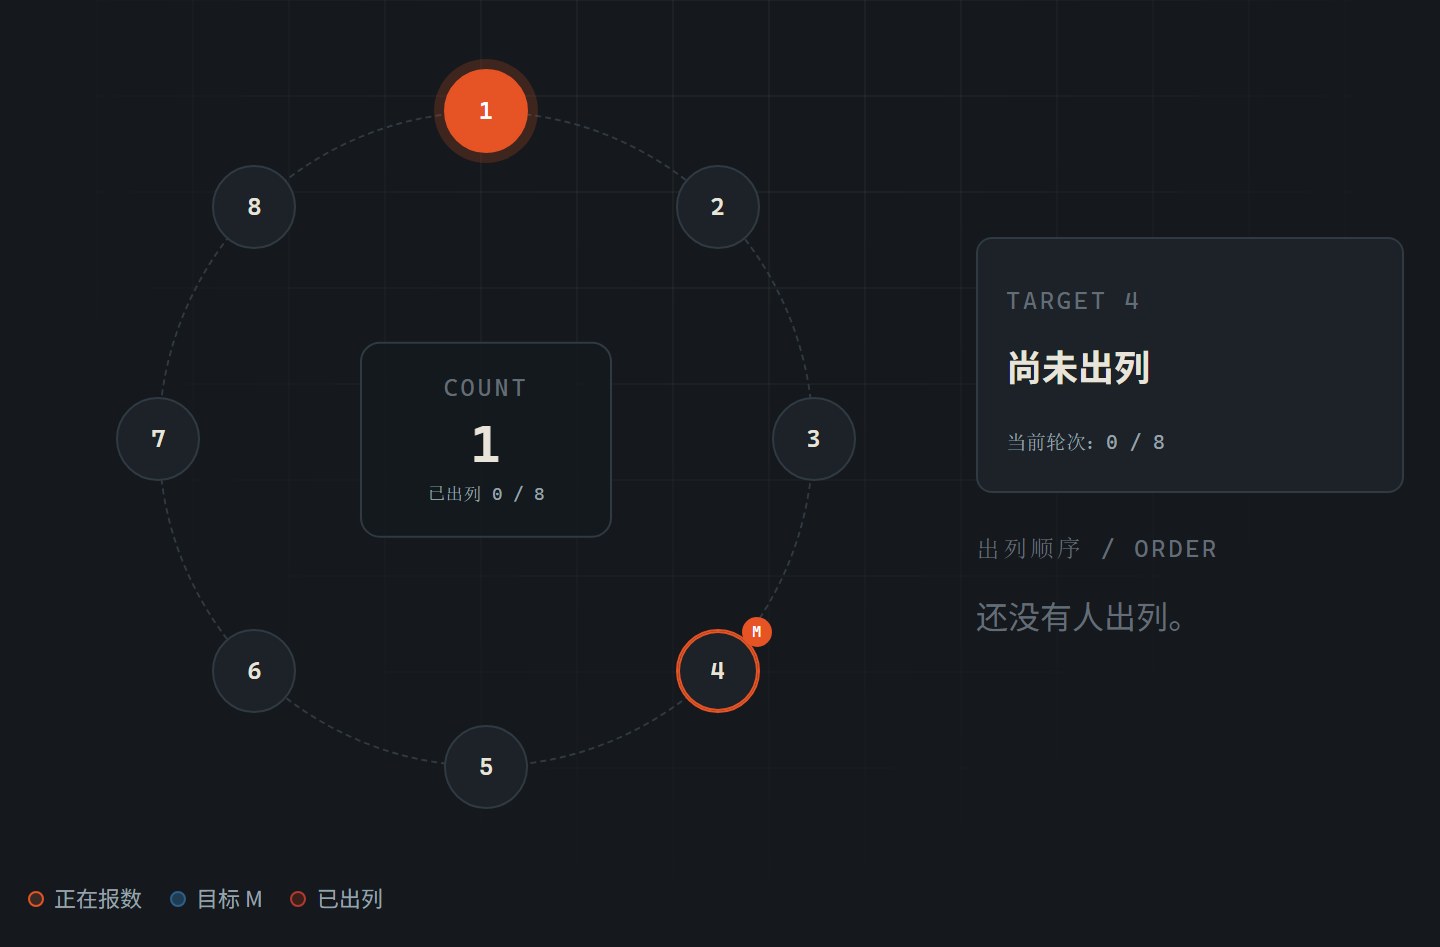 1
8
2
7
3
6
4
M
5
COUNT
1
已出列 0 / 8
TARGET 4
尚未出列
当前轮次: 0 / 8
出列顺序 / ORDER
还没有人出列。
正在报数
目标 M
已出列